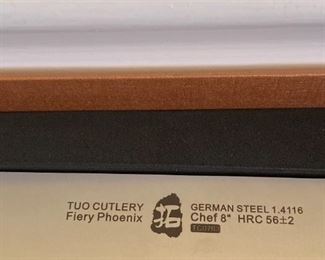 TUO CUTLERY
Fiery Phoenix
GERMAN STEEL 1.4116
Chef 8" HRC 56±2